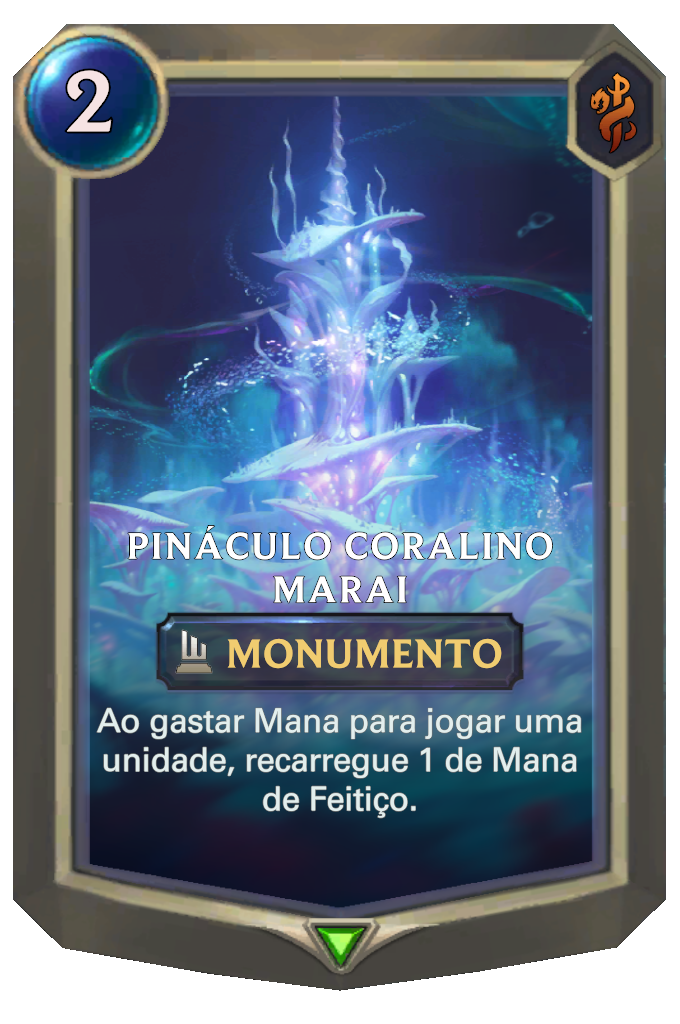 2
PINÁCULO CORALINO
MARAI
MONUMENTO
Ao gastar Mana para jogar uma
unidade, recarregue 1 de Mana
de Feitiço.